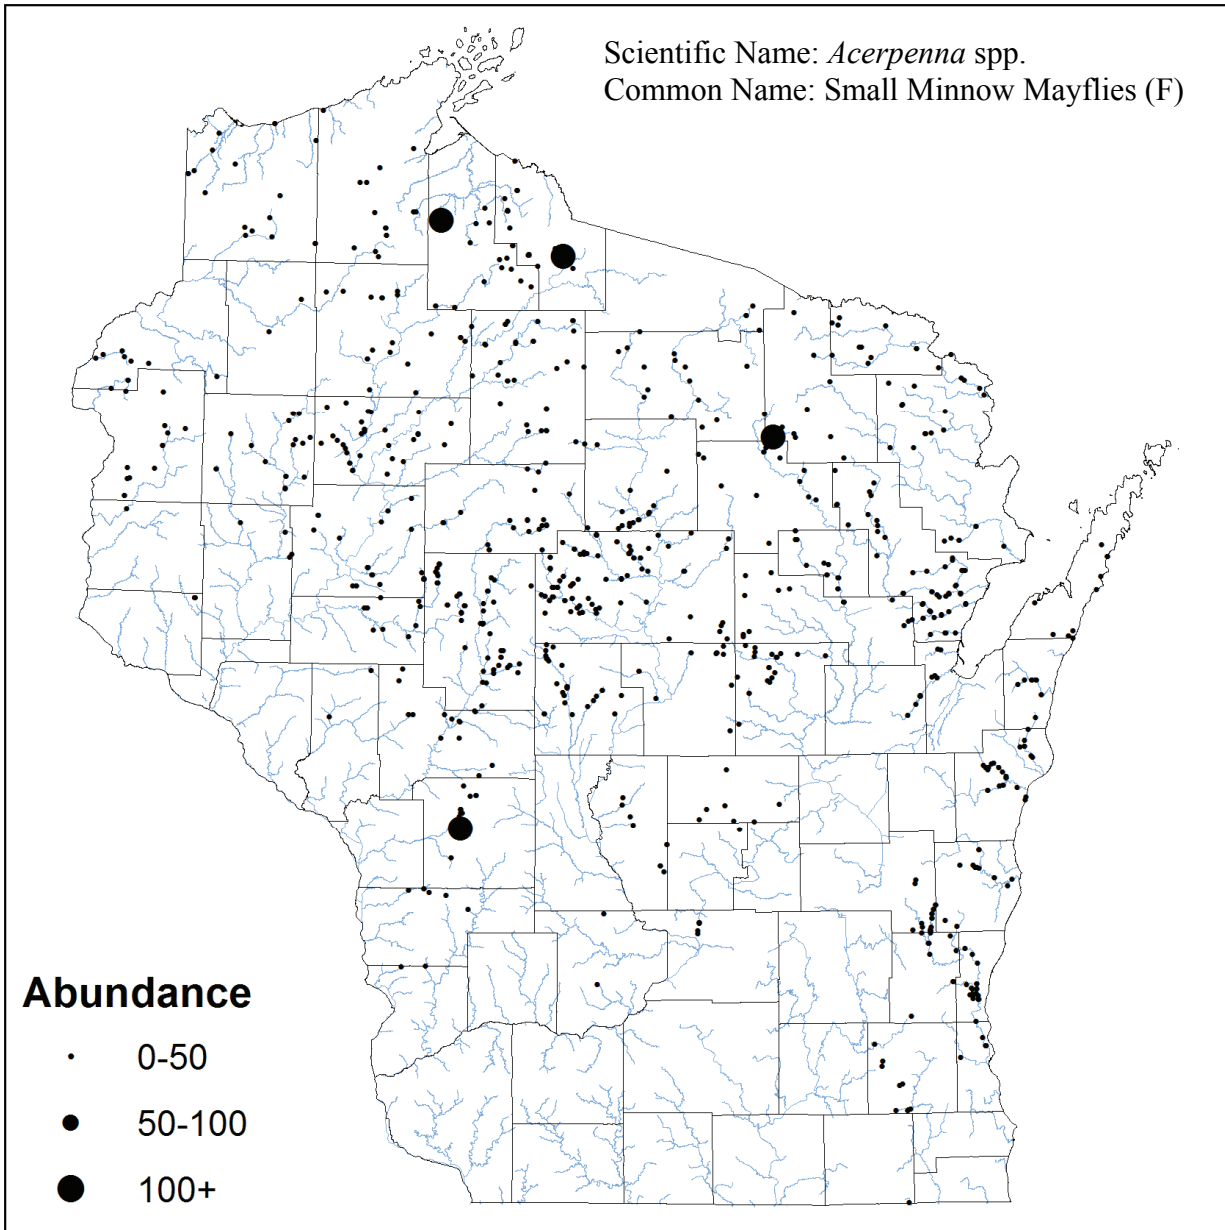 Scientific Name: Acerpenna spp.
Common Name: Small Minnow Mayflies (F)
Abundance
0-50
50-100
100+